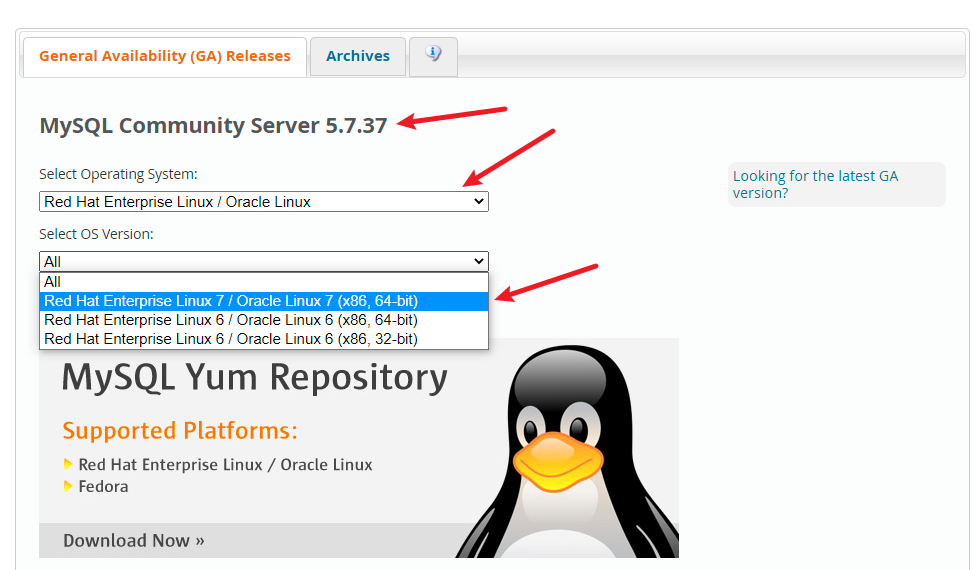 General Availability (GA) Releases
Archives
MySQL Community Server 5.7.37
Select Operating System:
Looking for the latest GA
version?
Red Hat Enterprise Linux / Oracle Linux
Select OS Version:
All
All
Red Hat Enterprise Linux 7 / Oracle Linux 7 (x86, 64-bit)
Red Hat Enterprise Linux 6 / Oracle Linux 6 (x86, 64-bit)
Red Hat Enterprise Linux 6 / Oracle Linux 6 (x86, 32-bit)
MySQL Yum Repository
Supported Platforms:
Red Hat Enterprise Linux / Oracle Linux
Fedora
Download Now »